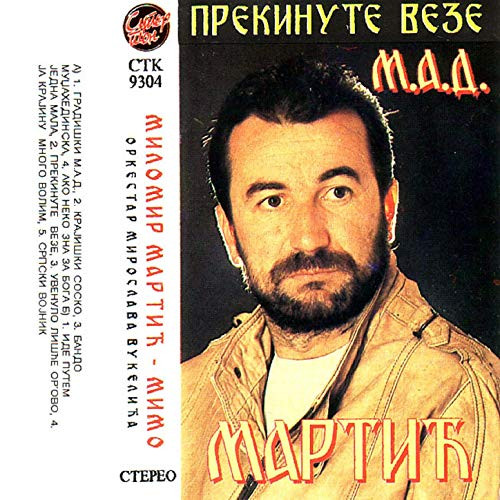 А) 1. ГРАДИШКИ М.А.Д., 2. КРАЈИШКИ СОСКО, 3. БАНДО
МУЏАХЕДИНСКА, 4. АКО НЕКО ЗНА ЗА БОГА Б) 1. ИДЕ ПУТЕМ
ЈЕДНА МАЛА, 2. ПРЕКИНУТЕ ВЕЗЕ, 3. УВЕНУЛО ЛИШЋЕ ОРОВО, 4.
ЈА КРАЈИНУ МНОГО ВОЛИМ, 5. СРПСКИ ВОЈНИК
СТК
9304
МИЛОМИР МАРТИЋ - МИМО
ОРКЕСТАР МИРОСЛАВА ВУКЕЛИЋА
СТЕРЕО
ПРЕКИНУТЕ ВЕЗЕ
М.А.Д.
МАРТИЋ